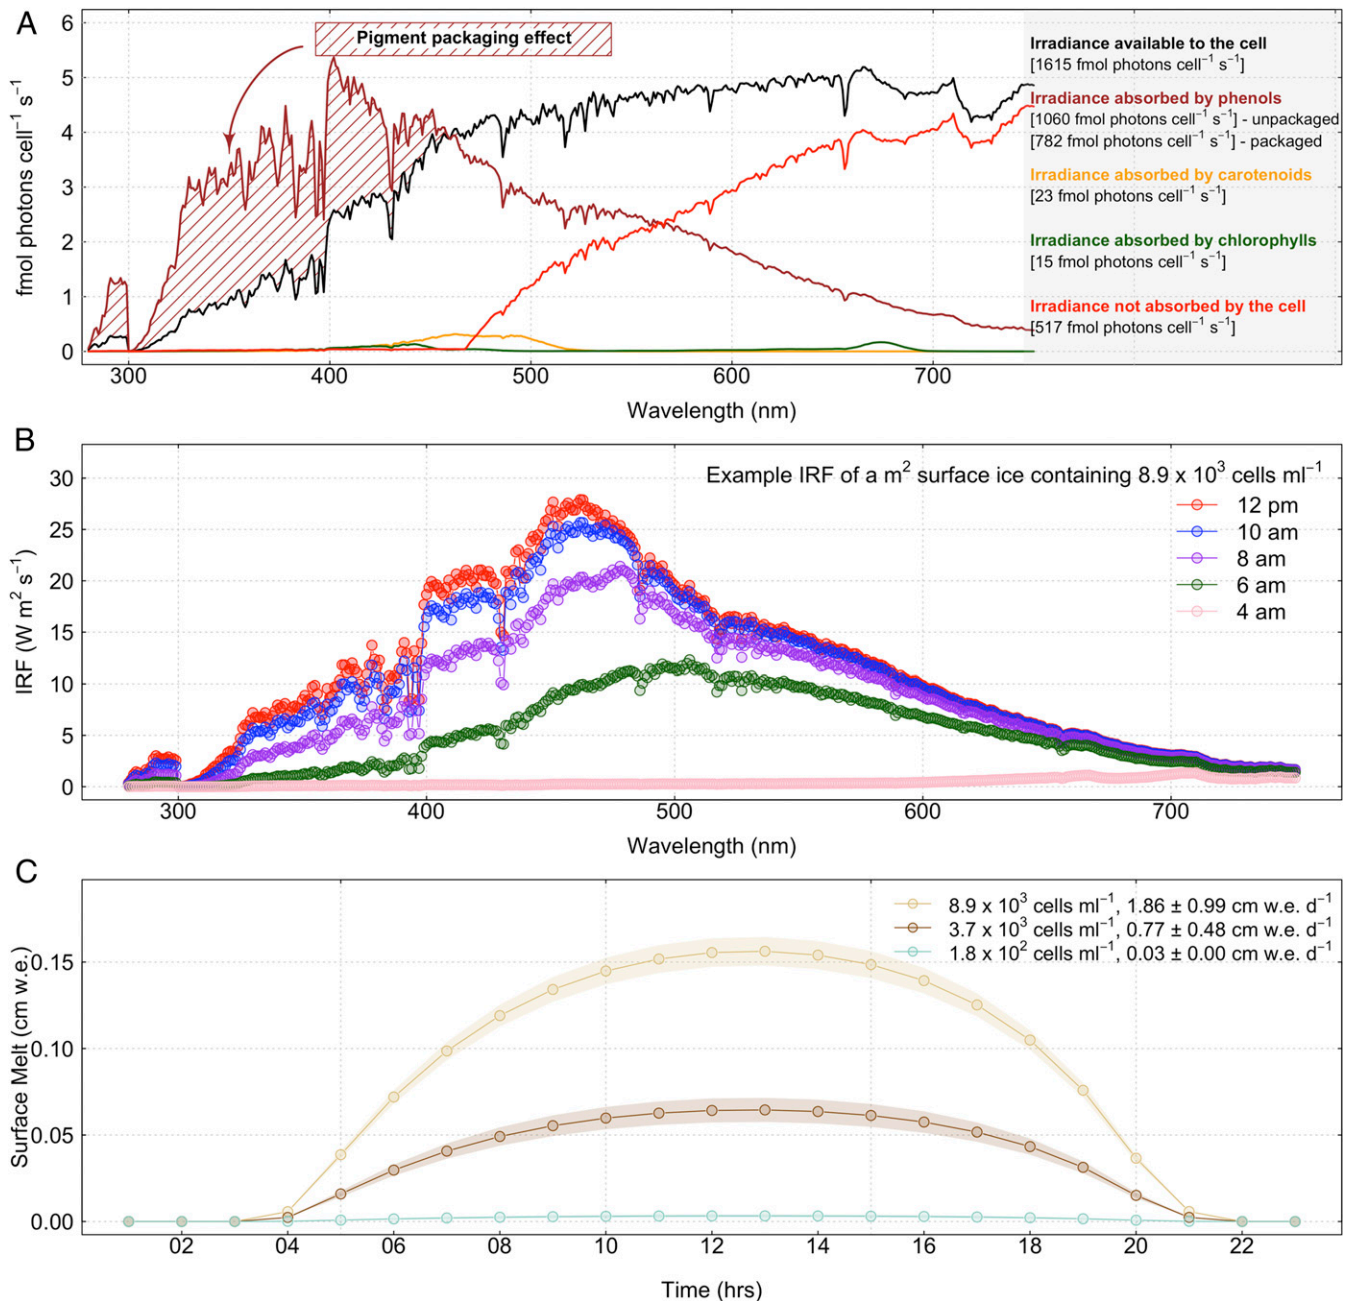 A
Pigment packaging effect
6
5
4
3
2
1
0
fmol photons cell⁻¹ s⁻¹
300 400 500 600 700
Wavelength (nm)
Irradiance available to the cell
[1615 fmol photons cell⁻¹ s⁻¹]
Irradiance absorbed by phenols
[1060 fmol photons cell⁻¹ s⁻¹] - unpackaged
[782 fmol photons cell⁻¹ s⁻¹] - packaged
Irradiance absorbed by carotenoids
[23 fmol photons cell⁻¹ s⁻¹]
Irradiance absorbed by chlorophylls
[15 fmol photons cell⁻¹ s⁻¹]
Irradiance not absorbed by the cell
[517 fmol photons cell⁻¹ s⁻¹]
B
Example IRF of a m² surface ice containing 8.9 x 10³ cells ml⁻¹
12 pm
10 am
8 am
6 am
4 am
30
25
20
15
10
5
0
IRF (W m² s⁻¹)
300 400 500 600 700
Wavelength (nm)
C
8.9 x 10³ cells ml⁻¹, 1.86 ± 0.99 cm w.e. d⁻¹
3.7 x 10³ cells ml⁻¹, 0.77 ± 0.48 cm w.e. d⁻¹
1.8 x 10² cells ml⁻¹, 0.03 ± 0.00 cm w.e. d⁻¹
0.15
0.10
0.05
0.00
Surface Melt (cm w.e.)
02 04 06 08 10 12 14 16 18 20 22
Time (hrs)